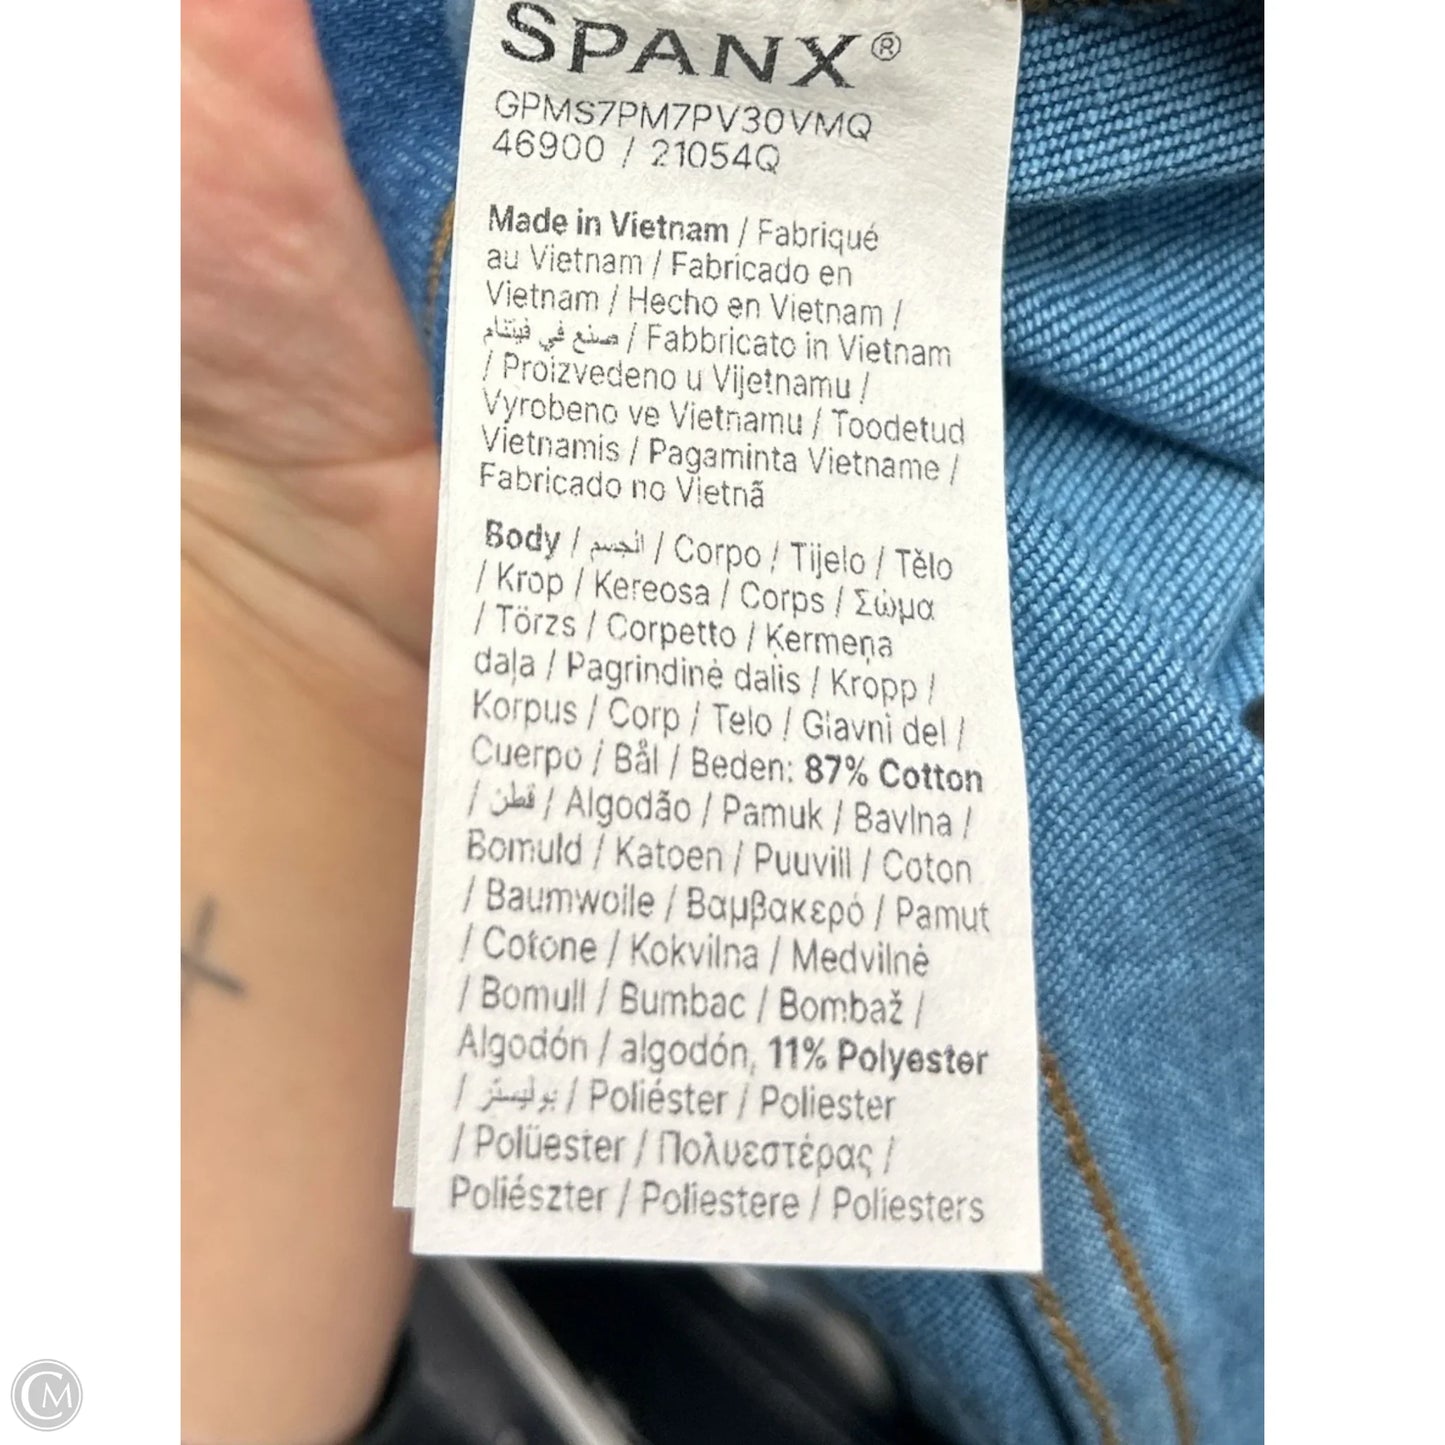 SPANX®
GPMS7PM7PV30VMQ
46900 / 21054Q
Made in Vietnam / Fabriqué
au Vietnam / Fabricado en
Vietnam / Hecho en Vietnam /
صنع في فيتنام / Fabbricato in Vietnam
/ Proizvedeno u Vijetnamu /
Vyrobeno ve Vietnamu / Toodetud
Vietnamis / Pagaminta Vietname /
Fabricado no Vietnã
Body / الجسم / Corpo / Tijelo / Tělo
/ Krop / Kereosa / Corps / Σώμα
/ Törzs / Corpetto / Ķermeņa
daļa / Pagrindinė dalis / Kropp /
Korpus / Corp / Telo / Glavni del /
Cuerpo / Bål / Beden: 87% Cotton
/ قطن / Algodão / Pamuk / Bavlna /
Bomuld / Katoen / Puuvill / Coton
/ Baumwolle / Βαμβακερό / Pamut
/ Cotone / Kokvilna / Medvilnė
/ Bomull / Bumbac / Bombaž /
Algodón / algodón, 11% Polyester
/ بوليستر / Poliéster / Poliester
/ Polüester / Πολυεστέρας /
Poliészter / Poliestere / Poliesters
CM